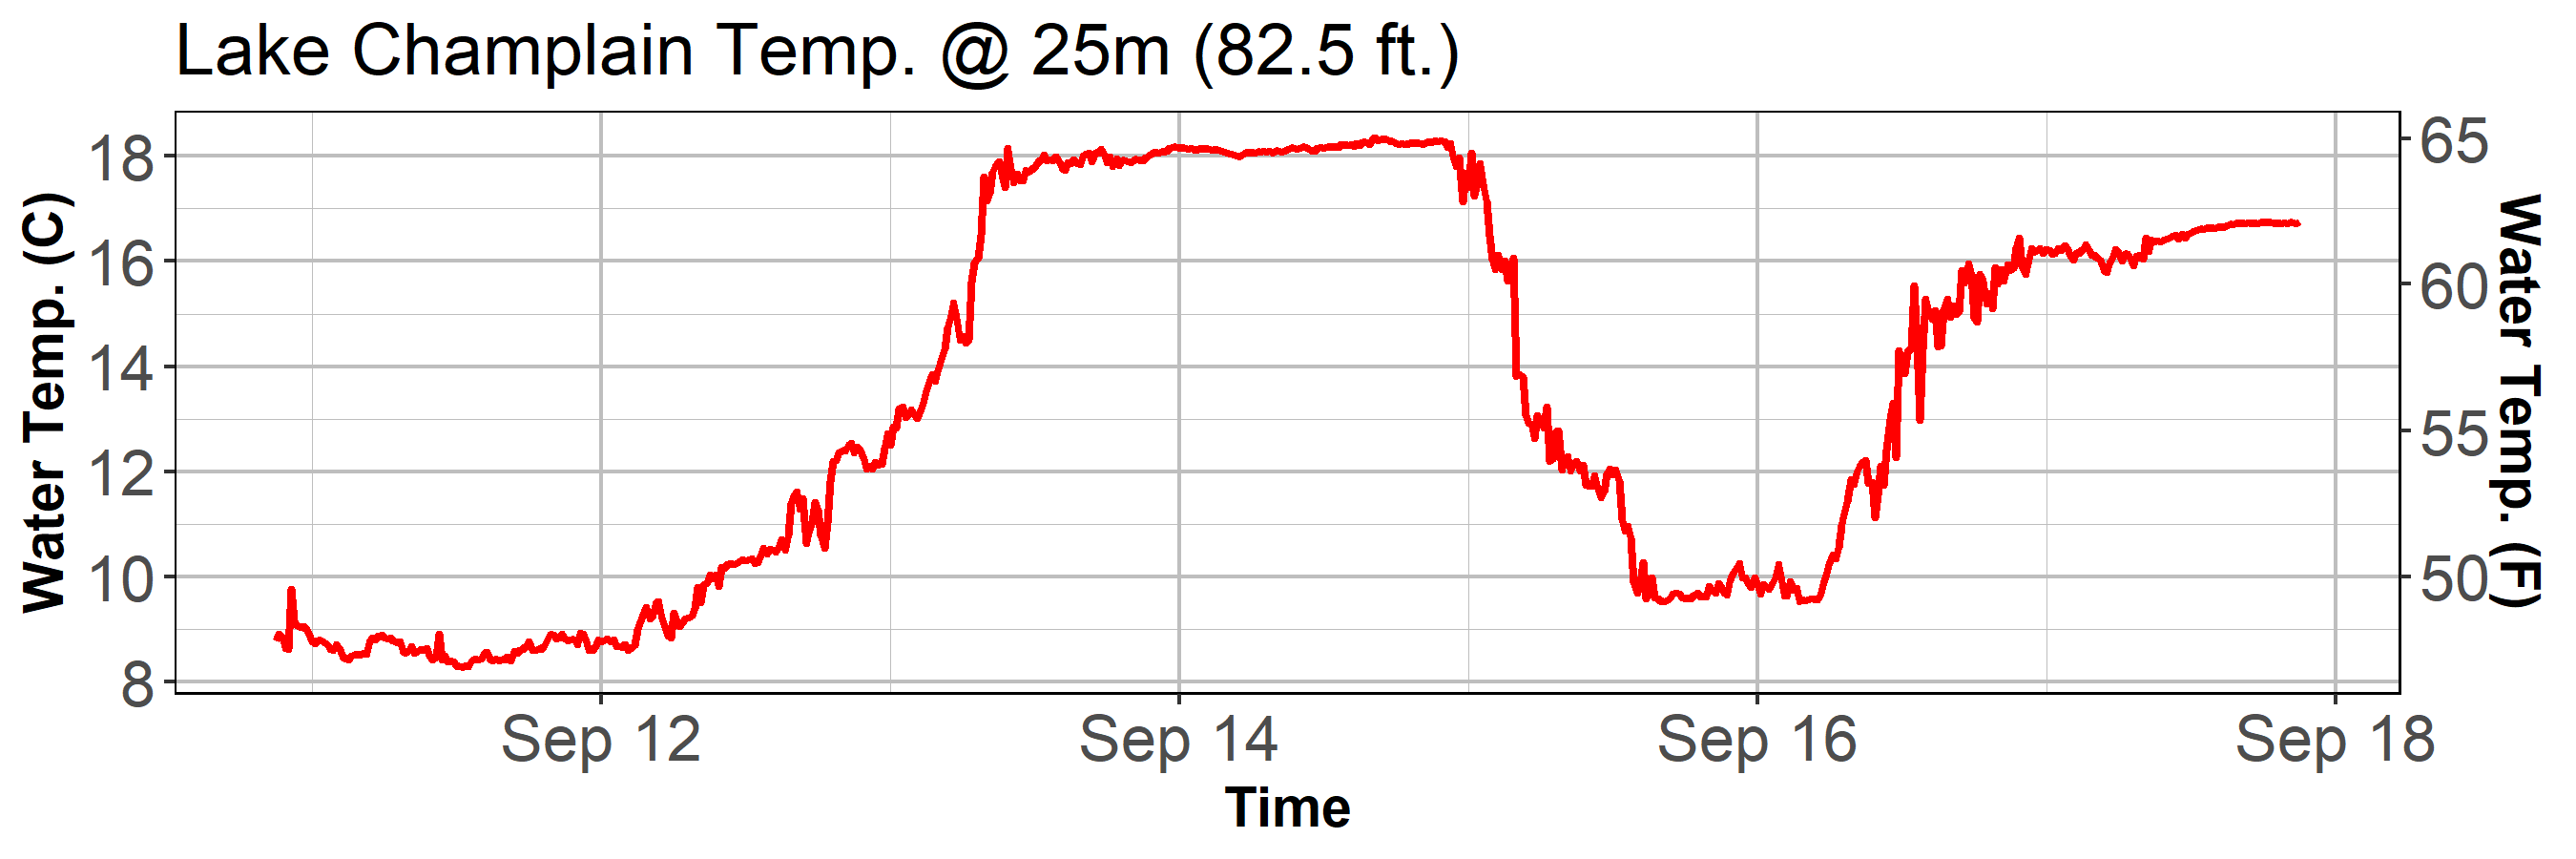 Lake Champlain Temp. @ 25m (82.5 ft.)
Water Temp. (C)
18
16
14
12
10
8
65
60
55
50
Water Temp. (F)
Sep 12
Sep 14
Sep 16
Sep 18
Time